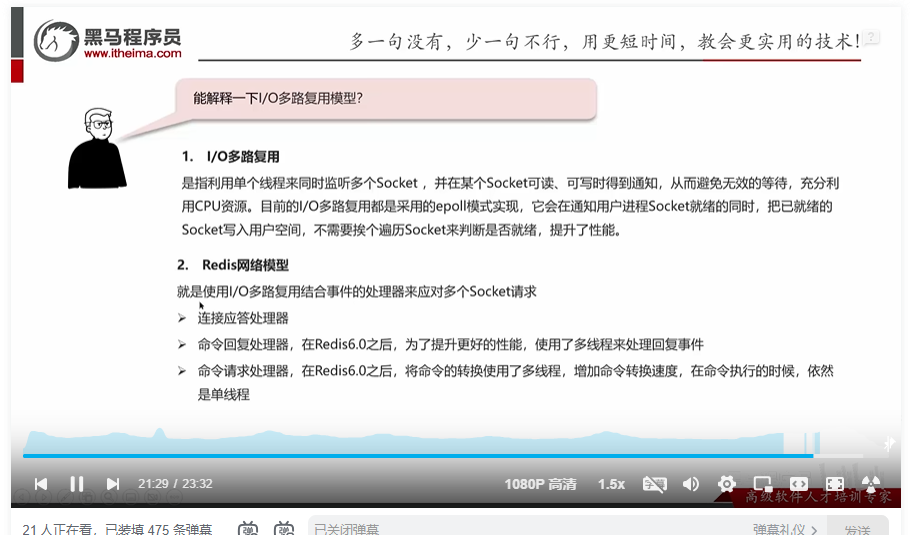 黑马程序员
www.itheima.com
多一句没有，少一句不行，用更短时间，教会更实用的技术！
能解释一下I/O多路复用模型？
1. I/O多路复用
是指利用单个线程来同时监听多个Socket ，并在某个Socket可读、可写时得到通知，从而避免无效的等待，充分利
用CPU资源。目前的I/O多路复用都是采用的epoll模式实现，它会在通知用户进程Socket就绪的同时，把已就绪的
Socket写入用户空间，不需要挨个遍历Socket来判断是否就绪，提升了性能。
2. Redis网络模型
就是使用I/O多路复用结合事件的处理器来应对多个Socket请求
➢ 连接应答处理器
➢ 命令回复处理器，在Redis6.0之后，为了提升更好的性能，使用了多线程来处理回复事件
➢ 命令请求处理器，在Redis6.0之后，将命令的转换使用了多线程，增加命令转换速度，在命令执行的时候，依然
是单线程
21:29 / 23:32
1080P 高清
1.5x
字幕
高级软件人才培训专家
21 人正在看，已装填 475 条弹幕
弹
弹
已关闭弹幕
弹幕礼仪 >
发送